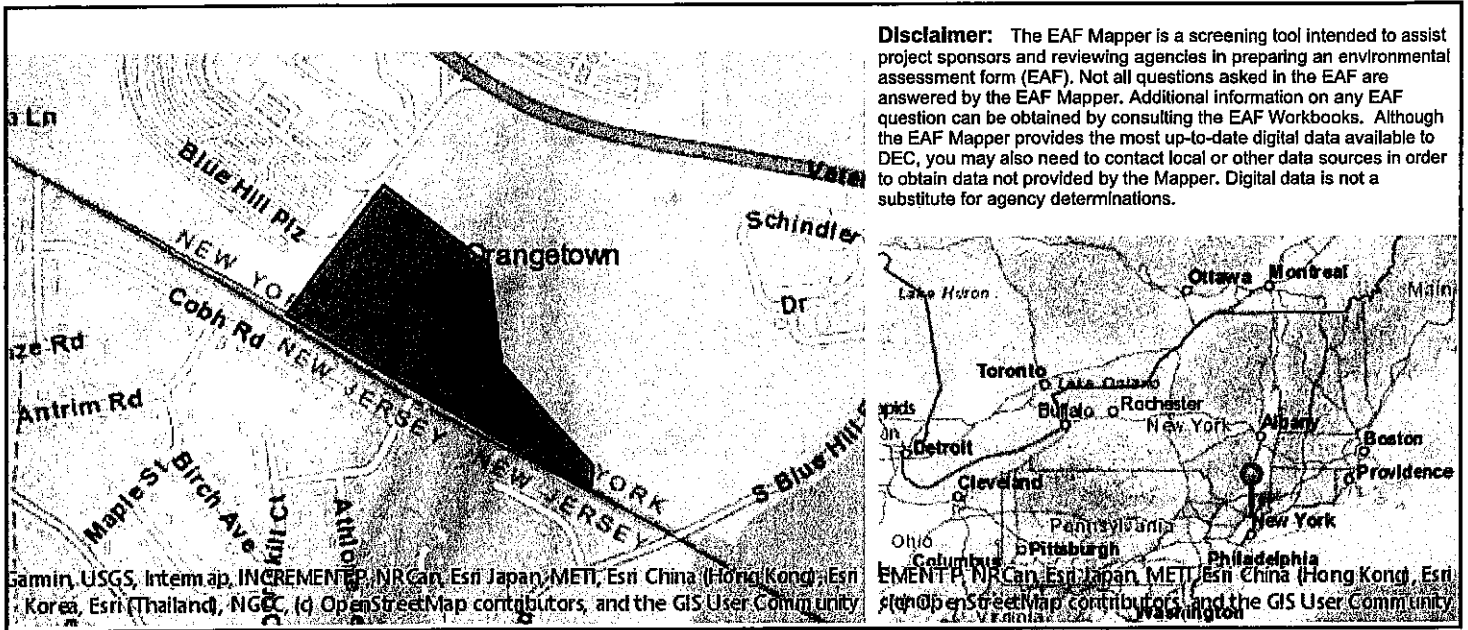 Disclaimer: The EAF Mapper is a screening tool intended to assist
project sponsors and reviewing agencies in preparing an environmental
assessment form (EAF). Not all questions asked in the EAF are
answered by the EAF Mapper. Additional information on any EAF
question can be obtained by consulting the EAF Workbooks. Although
the EAF Mapper provides the most up-to-date digital data available to
DEC, you may also need to contact local or other data sources in order
to obtain data not provided by the Mapper. Digital data is not a
substitute for agency determinations.
Ln
Blue Hill Plz
Schindler
Dr
Orangetown
NEW YO
Cobh Rd
NEW JERSEY
Antrim Rd
Maple St
Birch Ave
NEW JERSEY
YORK
S Blue Hill
Garmin, USGS, Intermap, INCREMENT P, NRCan, Esri Japan, METI, Esri China (Hong Kong), Esri
Korea, Esri (Thailand), NGCC, (c) OpenStreetMap contributors, and the GIS User Community
Ottawa
Montreal
Main
Lake Huron
Toronto
Lake Ontario
Buffalo
Rochester
New York
Albany
Boston
Detroit
Providence
Cleveland
New York
Pennsylvania
Ohio
Columbus
Pittsburgh
Philadelphia
EMENT P, NRCan, Esri Japan, METI, Esri China (Hong Kong), Esri
OpenStreetMap contributors, and the GIS User Community
Washington